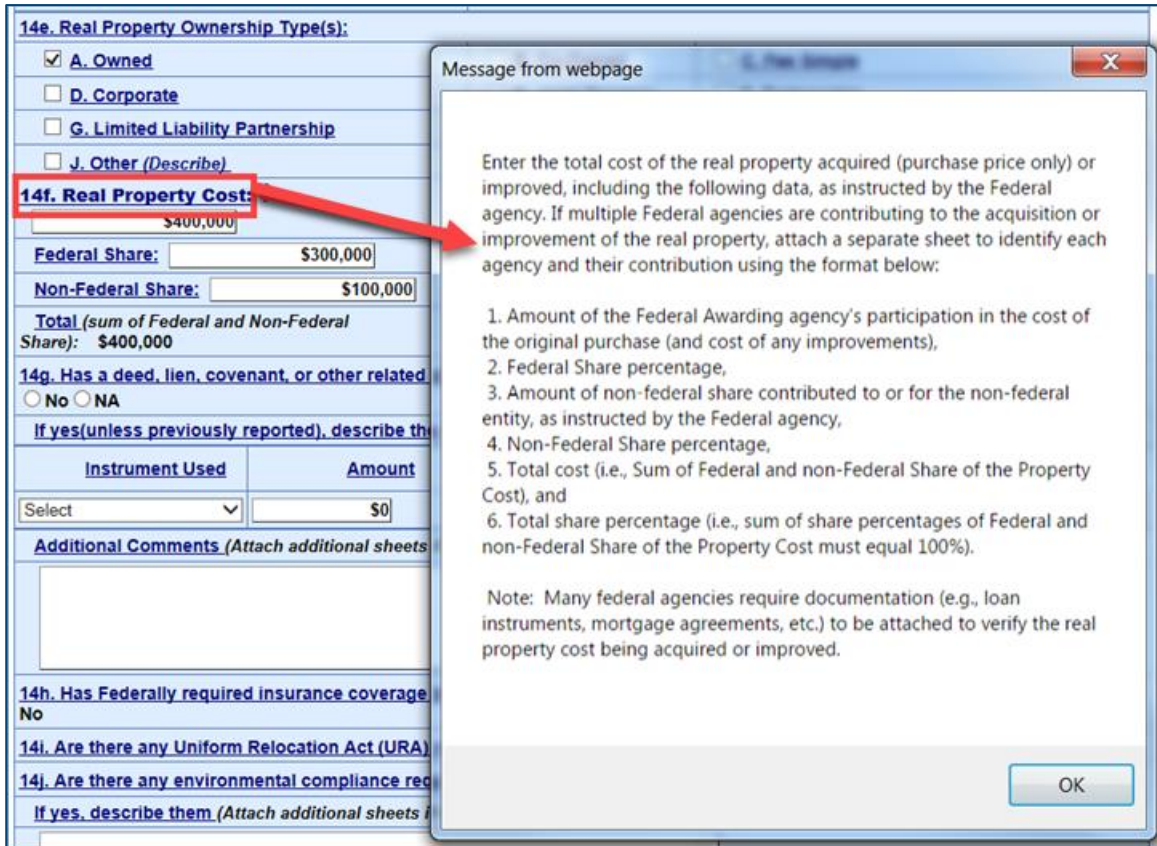 14e. Real Property Ownership Type(s):
A. Owned
D. Corporate
G. Limited Liability Partnership
J. Other (Describe)
14f. Real Property Cost:
$400,000
Federal Share: $300,000
Non-Federal Share: $100,000
Total (sum of Federal and Non-Federal
Share): $400,000
14g. Has a deed, lien, covenant, or other related
No NA
If yes(unless previously reported), describe the
Instrument Used Amount
Select $0
Additional Comments (Attach additional sheets
14h. Has Federally required insurance coverage
No
14i. Are there any Uniform Relocation Act (URA)
14j. Are there any environmental compliance req
If yes, describe them (Attach additional sheets i
Message from webpage
C. Fee Simple
X
Enter the total cost of the real property acquired (purchase price only) or
improved, including the following data, as instructed by the Federal
agency. If multiple Federal agencies are contributing to the acquisition or
improvement of the real property, attach a separate sheet to identify each
agency and their contribution using the format below:
1. Amount of the Federal Awarding agency's participation in the cost of
the original purchase (and cost of any improvements),
2. Federal Share percentage,
3. Amount of non-federal share contributed to or for the non-federal
entity, as instructed by the Federal agency,
4. Non-Federal Share percentage,
5. Total cost (i.e., Sum of Federal and non-Federal Share of the Property
Cost), and
6. Total share percentage (i.e., sum of share percentages of Federal and
non-Federal Share of the Property Cost must equal 100%).
Note: Many federal agencies require documentation (e.g., loan
instruments, mortgage agreements, etc.) to be attached to verify the real
property cost being acquired or improved.
OK